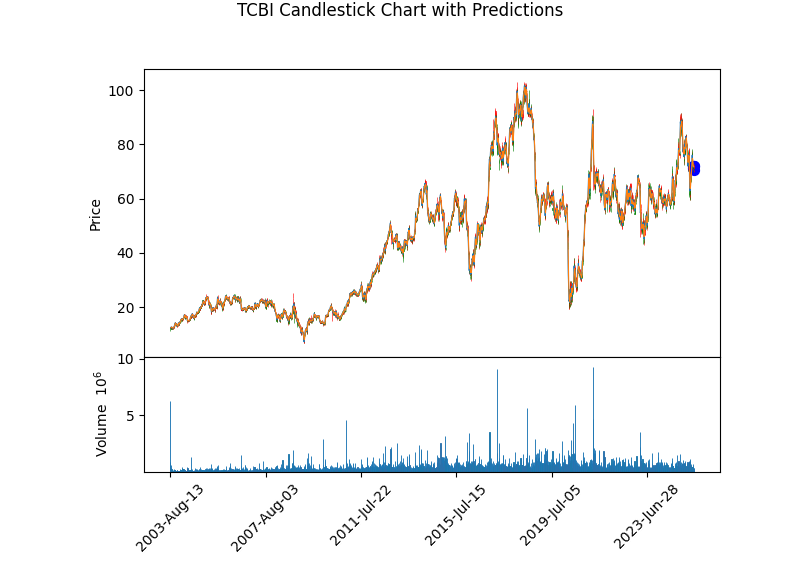 TCBI Candlestick Chart with Predictions
100
80
60
40
20
Price
10
5
Volume 10^6
2003-Aug-13
2007-Aug-03
2011-Jul-22
2015-Jul-15
2019-Jul-05
2023-Jun-28